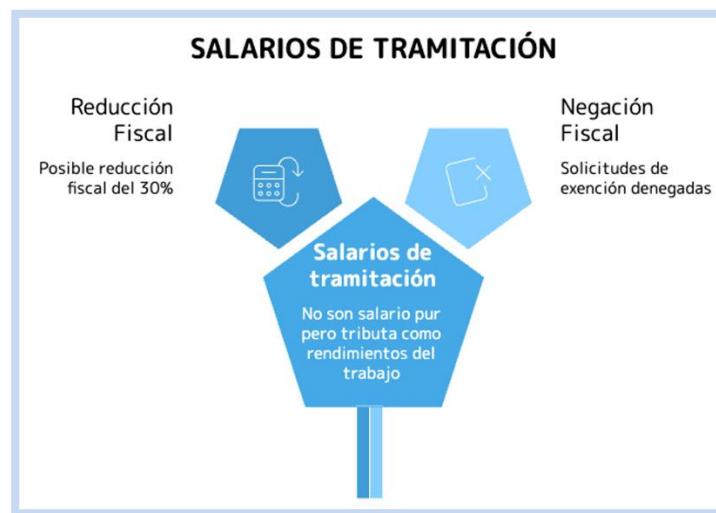 SALARIOS DE TRAMITACIÓN
Reducción
Fiscal
Posible reducción
fiscal del 30%
Negación
Fiscal
Solicitudes de
exención denegadas
Salarios de
tramitación
No son salario pur
pero tributa como
rendimientos del
trabajo